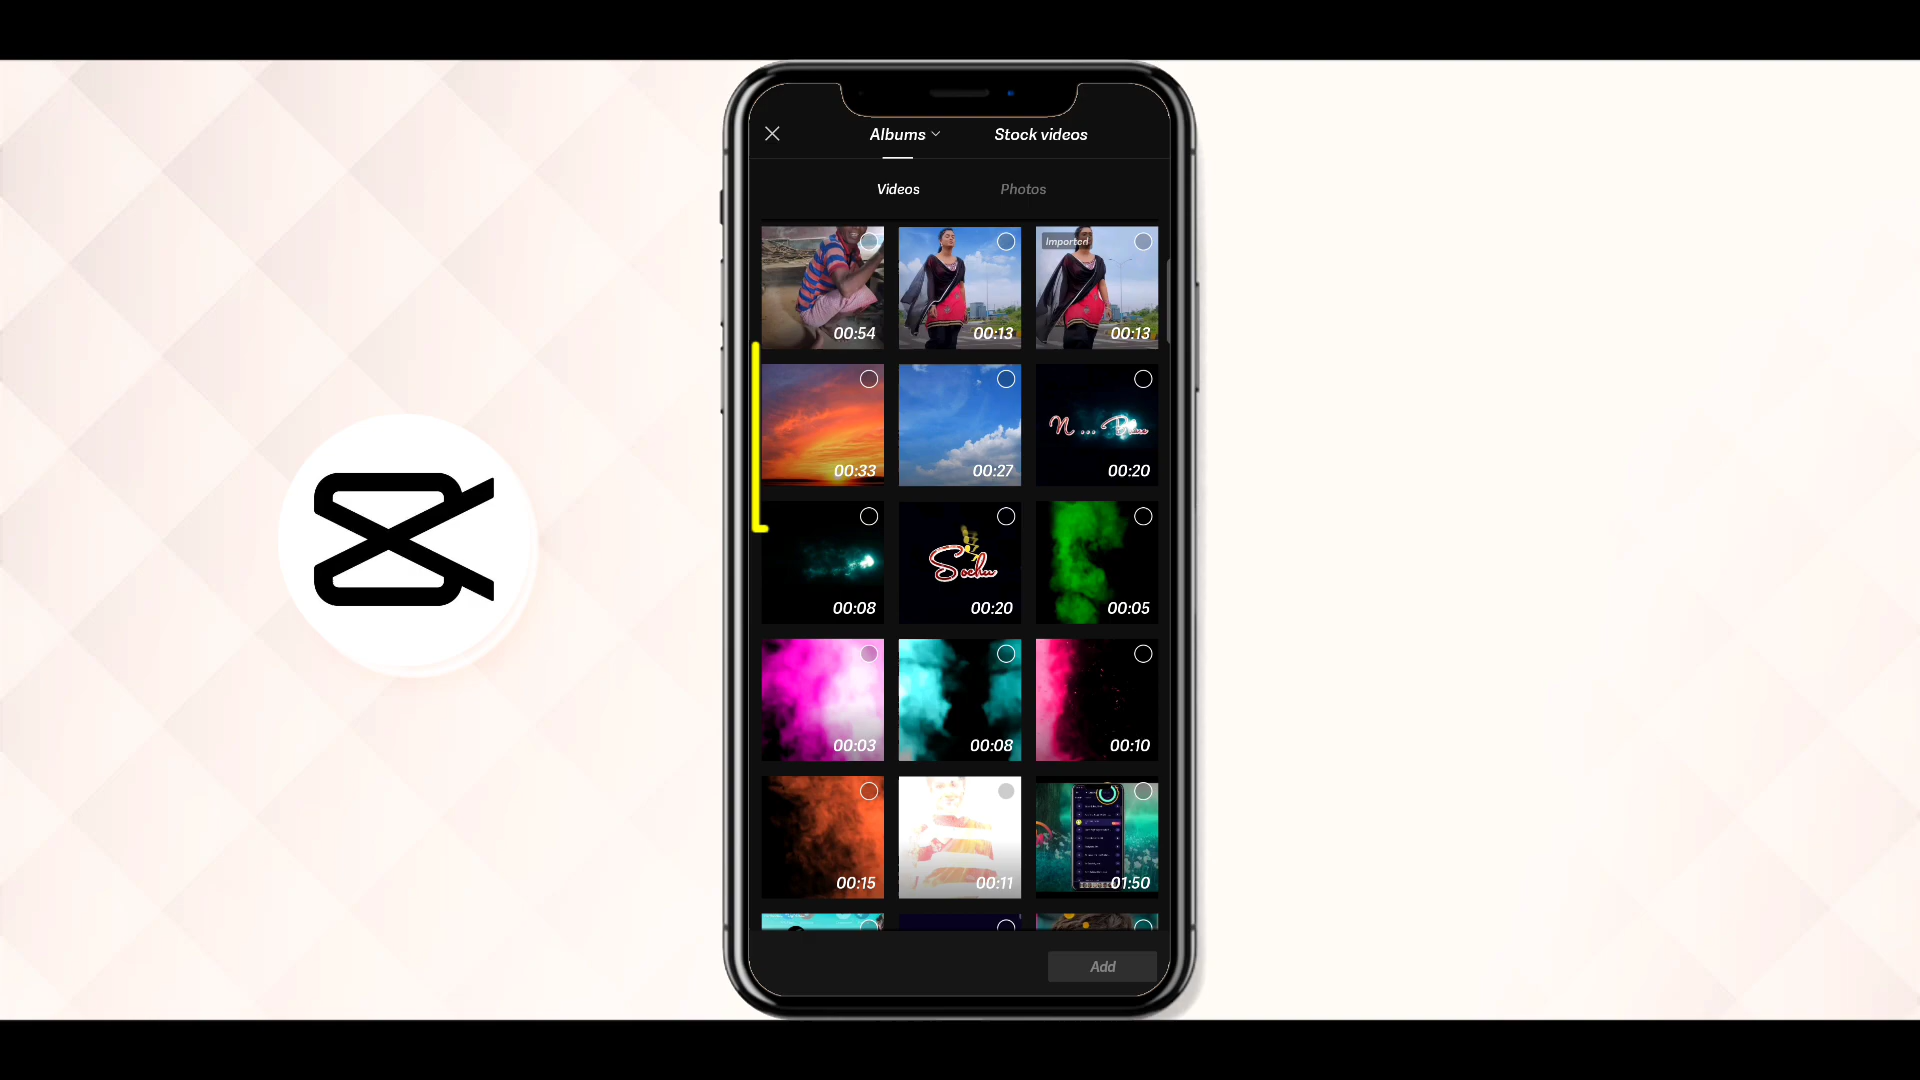 Albums
Stock videos
Videos
Photos
Imported
00:54
00:13
00:13
00:33
00:27
N ...
00:20
00:08
Sochu
00:20
00:05
00:03
00:08
00:10
00:15
00:11
01:50
Add